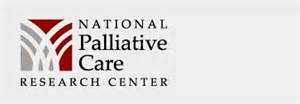 NATIONAL
Palliative
Care
RESEARCH CENTER